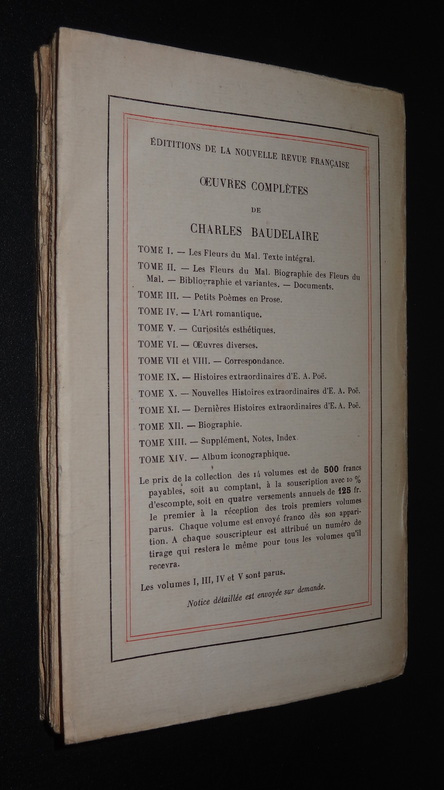 ÉDITITIONS DE LA NOUVELLE REVUE FRANÇAISE
ŒUVRES COMPLÈTES
DE
CHARLES BAUDELAIRE
TOME I. — Les Fleurs du Mal. Texte intégral.
TOME II. — Les Fleurs du Mal. Biographie des Fleurs du
Mal. — Bibliographie et variantes. — Documents.
TOME III. — Petits Poèmes en Prose.
TOME IV. — L'Art romantique.
TOME V. — Curiosités esthétiques.
TOME VI. — Œuvres diverses.
TOME VII et VIII. — Correspondance.
TOME IX. — Histoires extraordinaires d'E. A. Poë.
TOME X. — Nouvelles Histoires extraordinaires d'E. A. Poë.
TOME XI. — Dernières Histoires extraordinaires d'E. A. Poë.
TOME XII. — Biographie.
TOME XIII. — Supplément, Notes, Index
TOME XIV. — Album iconographique.
Le prix de la collection des 14 volumes est de 500 francs
payables, soit au comptant, à la souscription avec 10 %
d'escompte, soit en quatre versements annuels de 125 fr.
le premier à la réception des trois premiers volumes
parus. Chaque volume est envoyé franco dès son appari-
tion. A chaque souscripteur est attribué un numéro de
tirage qui restera le même pour tous les volumes qu'il
recevra.
Les volumes I, III, IV et V sont parus.
Notice détaillée est envoyée sur demande.